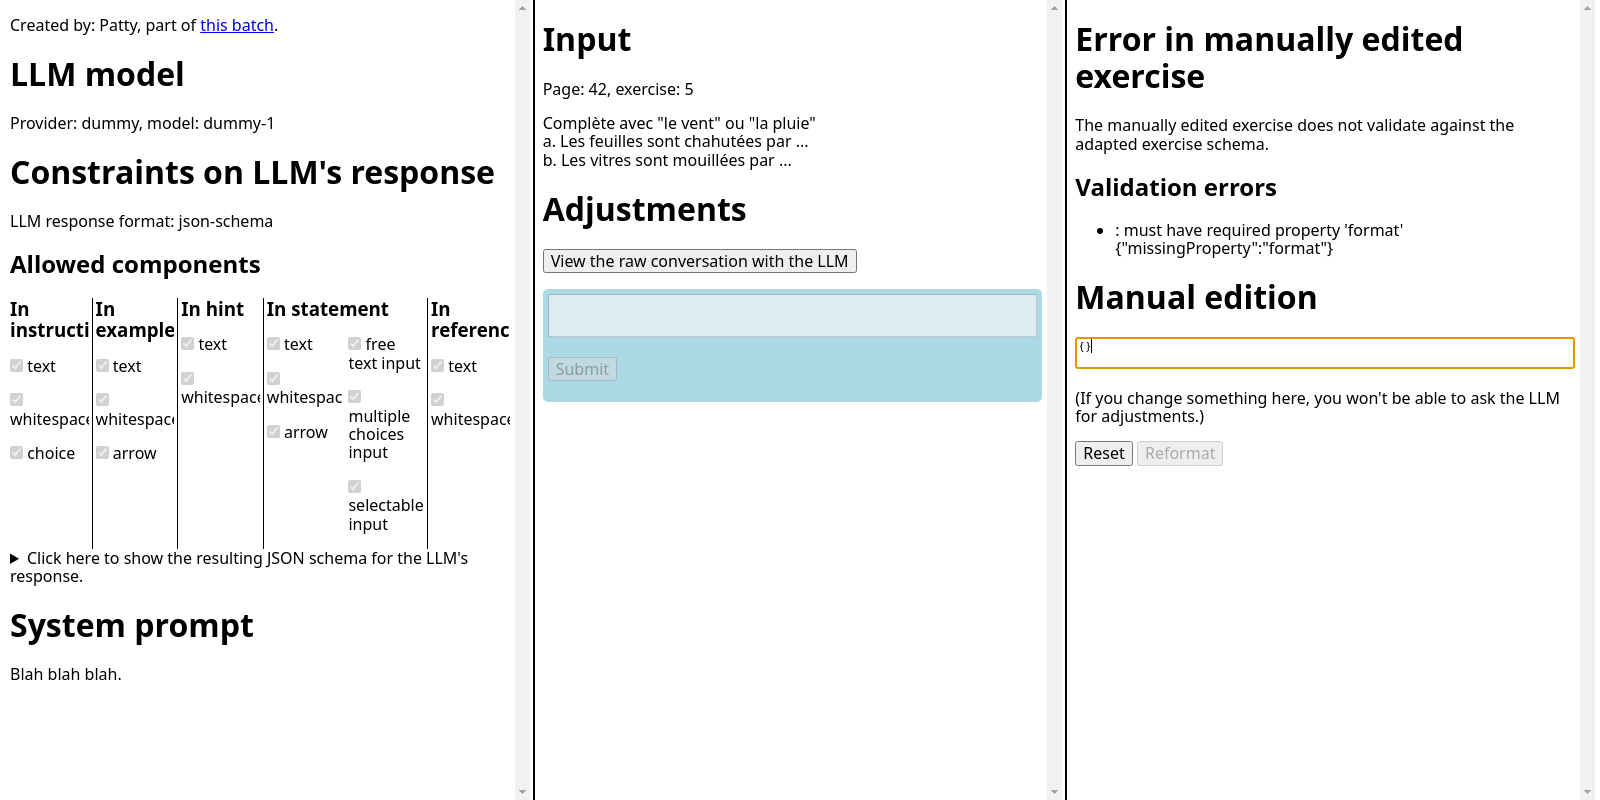 Created by: Patty, part of this batch.
LLM model
Provider: dummy, model: dummy-1
Constraints on LLM's response
LLM response format: json-schema
Allowed components
In
instructi
text
whitespace
choice
In
example
text
whitespace
arrow
In hint
text
whitespace
In statement
text
whitespac
arrow
free
text input
multiple
choices
input
selectable
input
In
referenc
text
whitespace
Click here to show the resulting JSON schema for the LLM's
response.
System prompt
Blah blah blah.
Input
Page: 42, exercise: 5
Complète avec "le vent" ou "la pluie"
a. Les feuilles sont chahutées par ...
b. Les vitres sont mouillées par ...
Adjustments
View the raw conversation with the LLM
Submit
Error in manually edited
exercise
The manually edited exercise does not validate against the
adapted exercise schema.
Validation errors
: must have required property 'format'
{"missingProperty":"format"}
Manual edition
{}
(If you change something here, you won't be able to ask the LLM
for adjustments.)
Reset Reformat